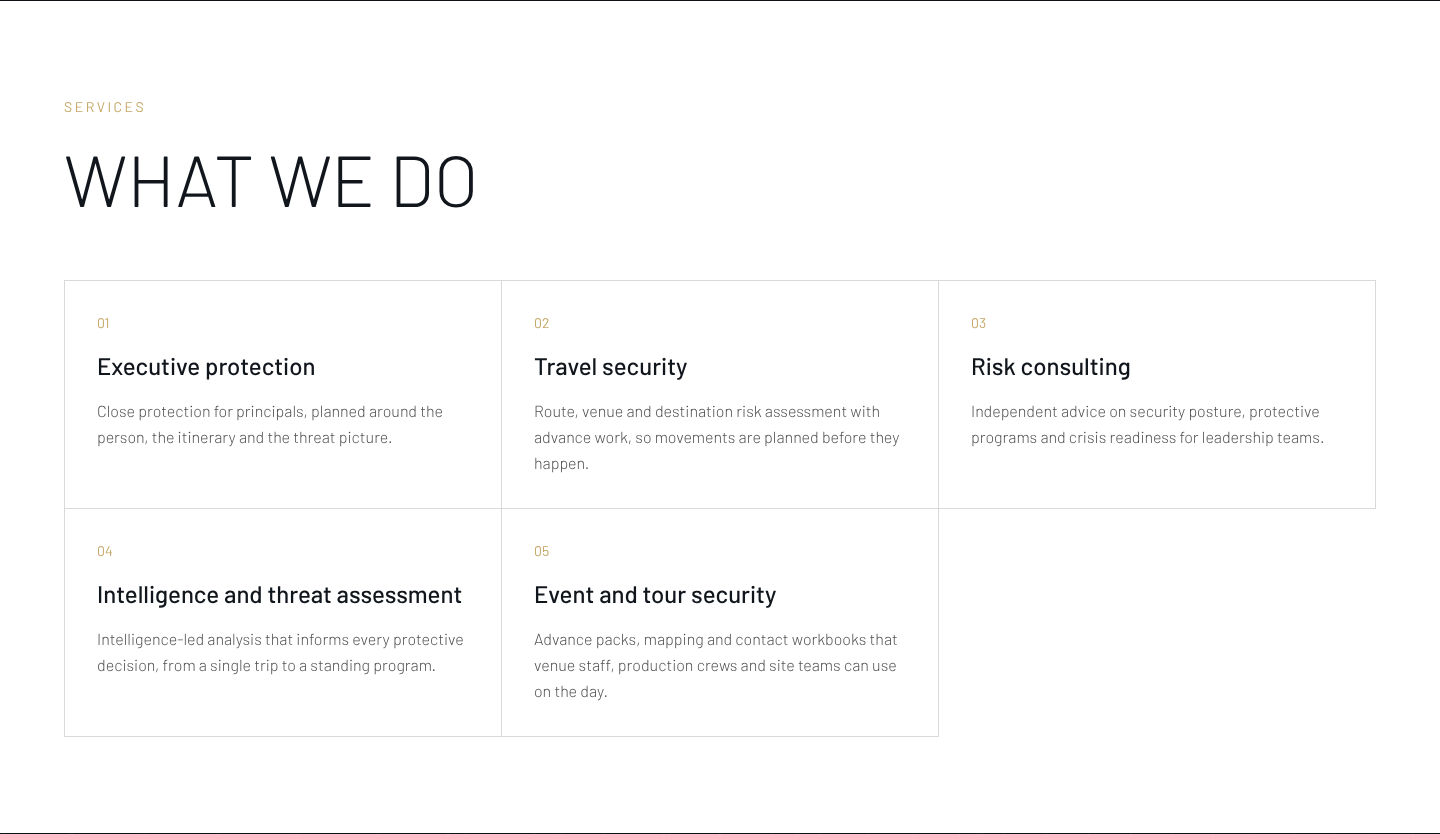 SERVICES
WHAT WE DO
01
Executive protection
Close protection for principals, planned around the
person, the itinerary and the threat picture.
02
Travel security
Route, venue and destination risk assessment with
advance work, so movements are planned before they
happen.
03
Risk consulting
Independent advice on security posture, protective
programs and crisis readiness for leadership teams.
04
Intelligence and threat assessment
Intelligence-led analysis that informs every protective
decision, from a single trip to a standing program.
05
Event and tour security
Advance packs, mapping and contact workbooks that
venue staff, production crews and site teams can use
on the day.